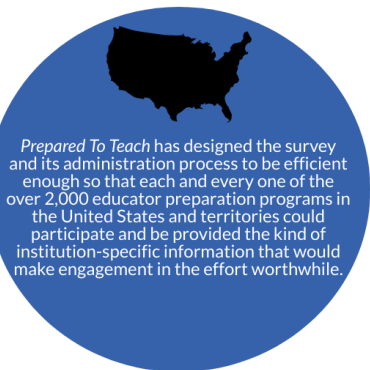 Prepared To Teach has designed the survey
and its administration process to be efficient
enough so that each and every one of the
over 2,000 educator preparation programs in
the United States and territories could
participate and be provided the kind of
institution-specific information that would
make engagement in the effort worthwhile.